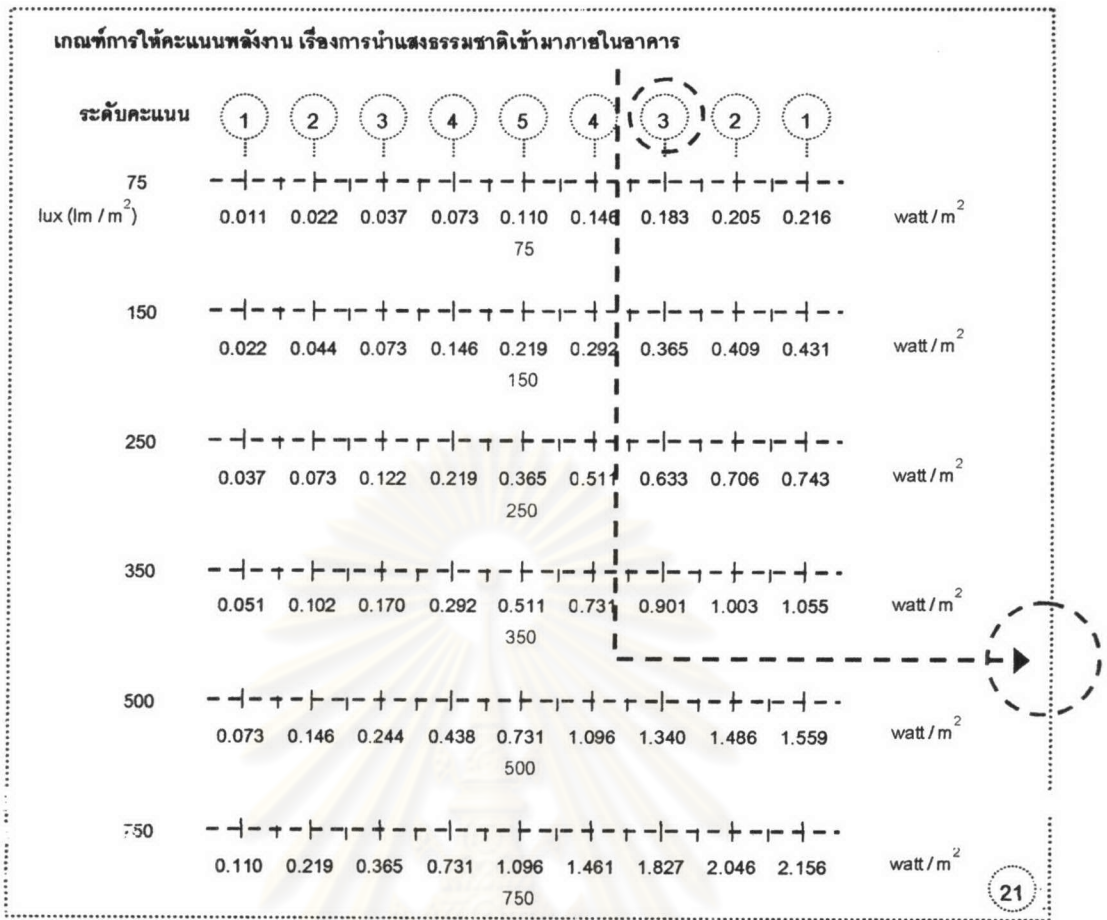 เกณฑ์การให้คะแนนพลังงาน เรื่องการนำแสงธรรมชาติเข้ามาภายในอาคาร
ระดับคะแนน 1 2 3 4 5 4 3 2 1
75
lux (lm / m²) 0.011 0.022 0.037 0.073 0.110 0.146 0.183 0.205 0.216 watt / m²
75
150
0.022 0.044 0.073 0.146 0.219 0.292 0.365 0.409 0.431 watt / m²
150
250
0.037 0.073 0.122 0.219 0.365 0.511 0.633 0.706 0.743 watt / m²
250
350
0.051 0.102 0.170 0.292 0.511 0.731 0.901 1.003 1.055 watt / m²
350
500
0.073 0.146 0.244 0.438 0.731 1.096 1.340 1.486 1.559 watt / m²
500
750
0.110 0.219 0.365 0.731 1.096 1.461 1.827 2.046 2.156 watt / m²
750
21